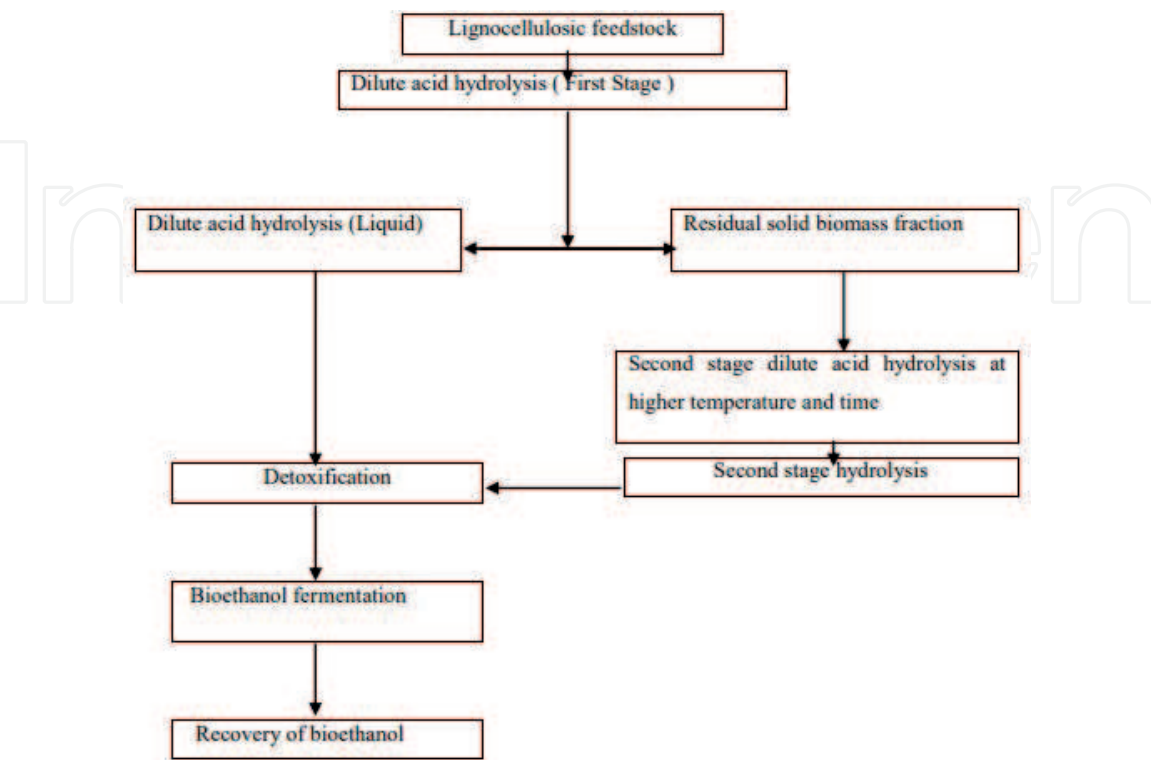 Lignocellulosic feedstock
Dilute acid hydrolysis ( First Stage )
Dilute acid hydrolysis (Liquid)
Residual solid biomass fraction
Second stage dilute acid hydrolysis at
higher temperature and time
Second stage hydrolysis
Detoxification
Bioethanol fermentation
Recovery of bioethanol